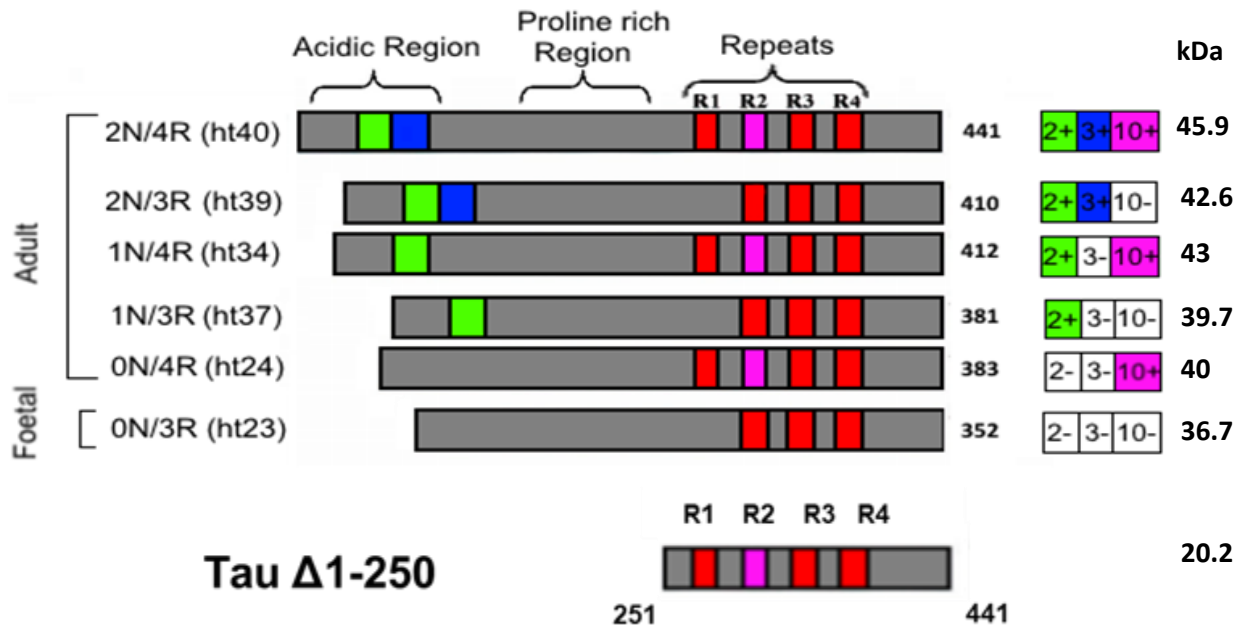 Acidic Region
Proline rich
Region
Repeats
kDa
R1 R2 R3 R4
2N/4R (ht40) 441 2+ 3+ 10+ 45.9
2N/3R (ht39) 410 2+ 3+ 10- 42.6
1N/4R (ht34) 412 2+ 3- 10+ 43
1N/3R (ht37) 381 2+ 3- 10- 39.7
0N/4R (ht24) 383 2- 3- 10+ 40
0N/3R (ht23) 352 2- 3- 10- 36.7
Adult
Foetal
R1 R2 R3 R4
Tau Δ1-250 20.2
251 441